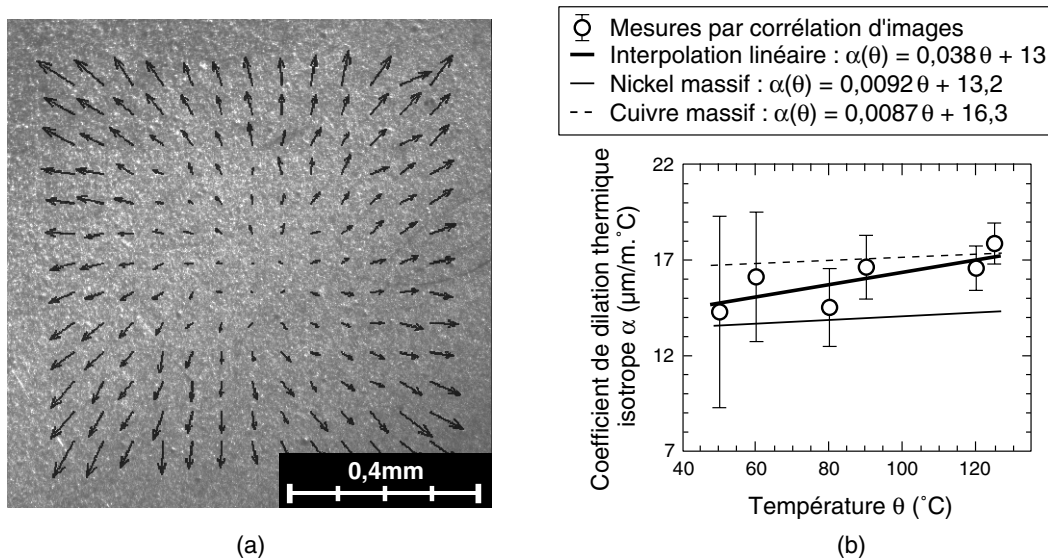 0,4mm
(a)
Mesures par corrélation d'images
Interpolation linéaire : α(θ) = 0,038 θ + 13
Nickel massif : α(θ) = 0,0092 θ + 13,2
Cuivre massif : α(θ) = 0,0087 θ + 16,3
Coefficient de dilation thermique
isotrope α (µm/m.˚C)
22
17
12
7
40 60 80 100 120
Température θ (˚C)
(b)